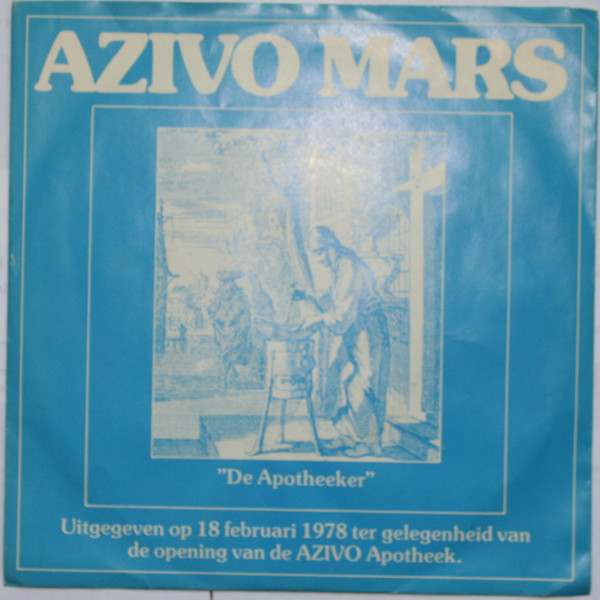 AZIVO MARS
"De Apotheeker"
Uitgegeven op 18 februari 1978 ter gelegenheid van
de opening van de AZIVO Apotheek.